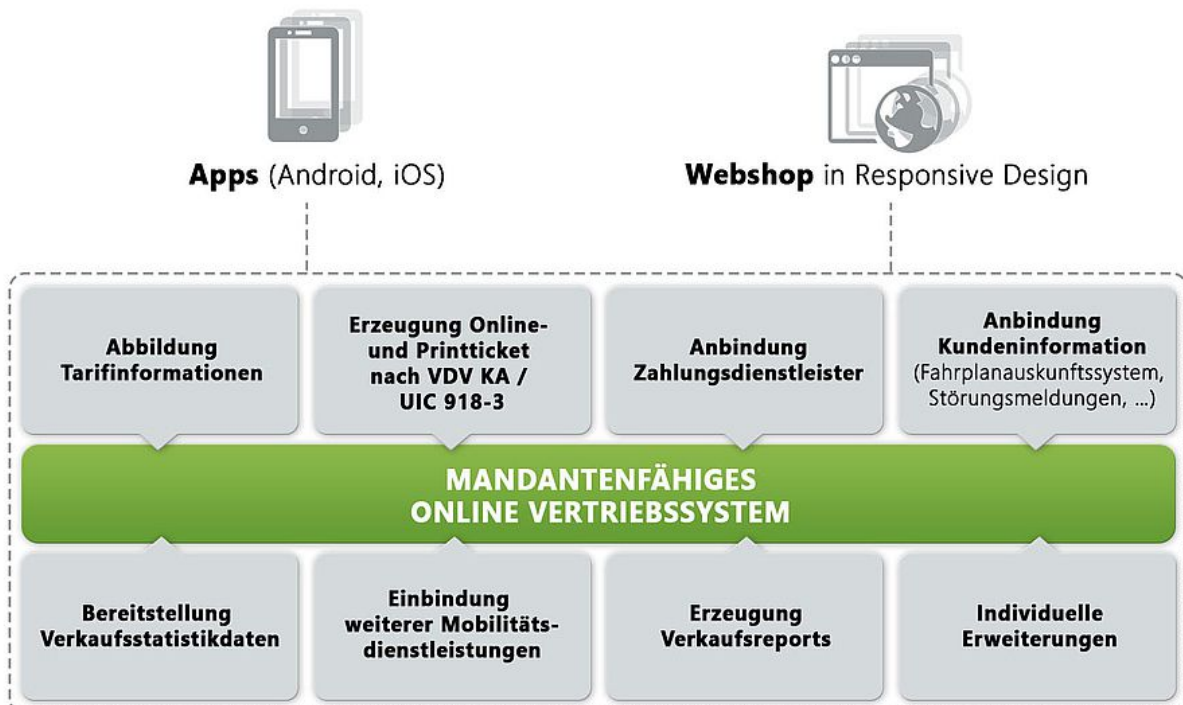 Apps (Android, iOS)
Webshop in Responsive Design
Abbildung
Tarifinformationen
Erzeugung Online-
und Printticket
nach VDV KA /
UIC 918-3
Anbindung
Zahlungsdienstleister
Anbindung
Kundeninformation
(Fahrplanauskunftssystem,
Störungsmeldungen, ...)
MANDANTENFÄHIGES
ONLINE VERTRIEBSSYSTEM
Bereitstellung
Verkaufsstatistikdaten
Einbindung
weiterer Mobilitäts-
dienstleistungen
Erzeugung
Verkaufsreports
Individuelle
Erweiterungen